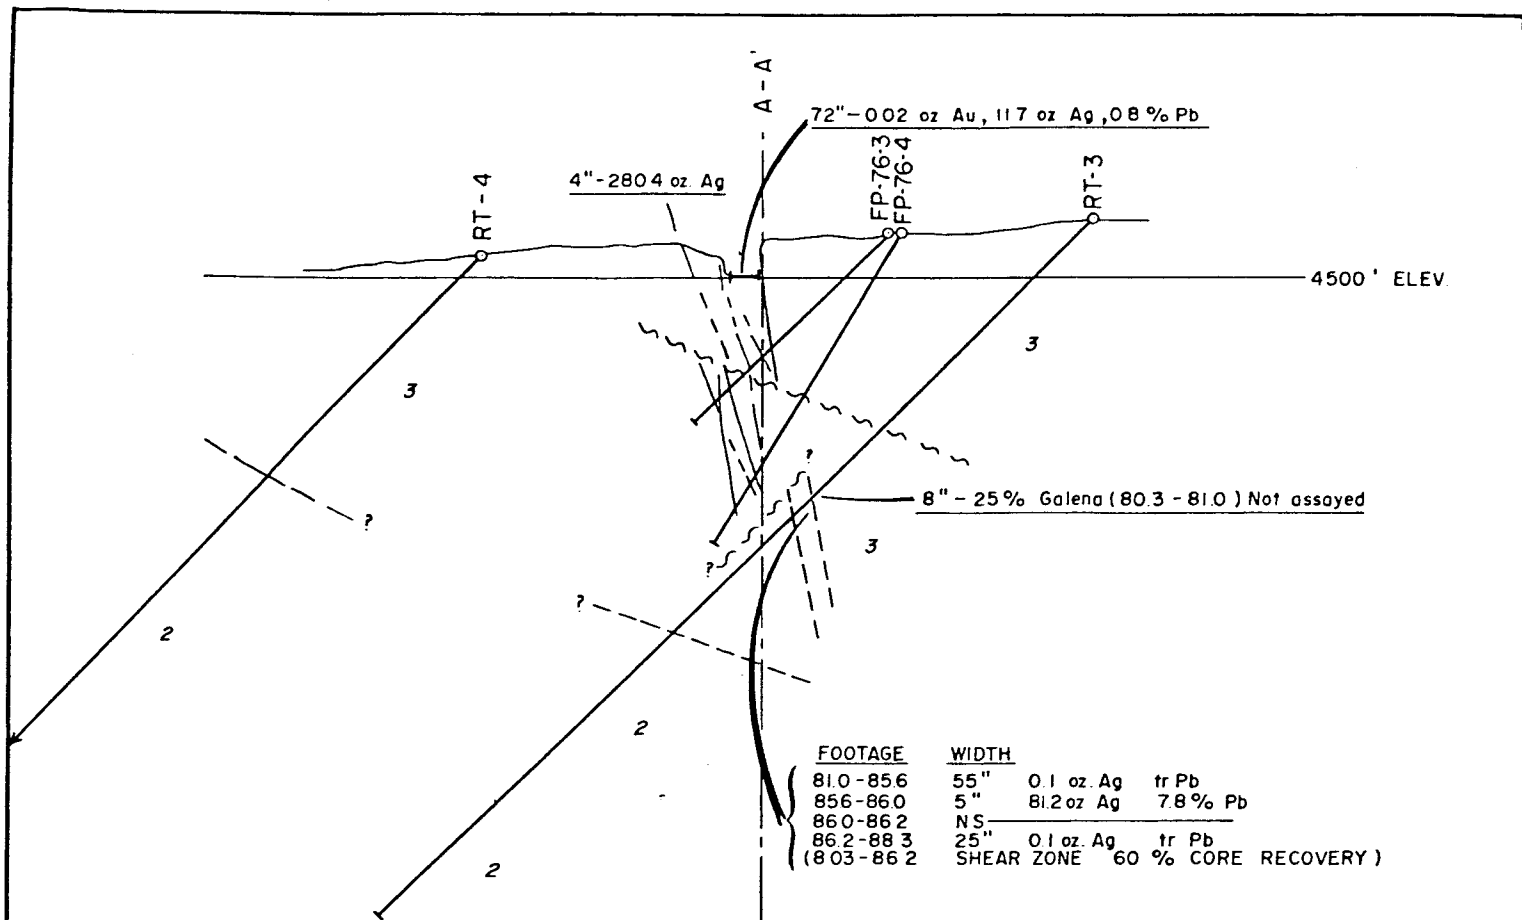 A - A'
72" - 0.02 oz Au, 11.7 oz Ag, 0.8 % Pb
4" - 280.4 oz. Ag
RT - 4
FP-76-3
FP-76-4
RT-3
4500' ELEV.
3
3
?
?
8" - 25% Galena (80.3 - 81.0) Not assayed
3
?
?
2
2
2
FOOTAGE WIDTH
81.0-85.6 55" 0.1 oz. Ag tr Pb
85.6-86.0 5" 81.2 oz Ag 7.8 % Pb
86.0-86.2 NS
86.2-88.3 25" 0.1 oz. Ag tr Pb
(80.3-86.2 SHEAR ZONE 60 % CORE RECOVERY)